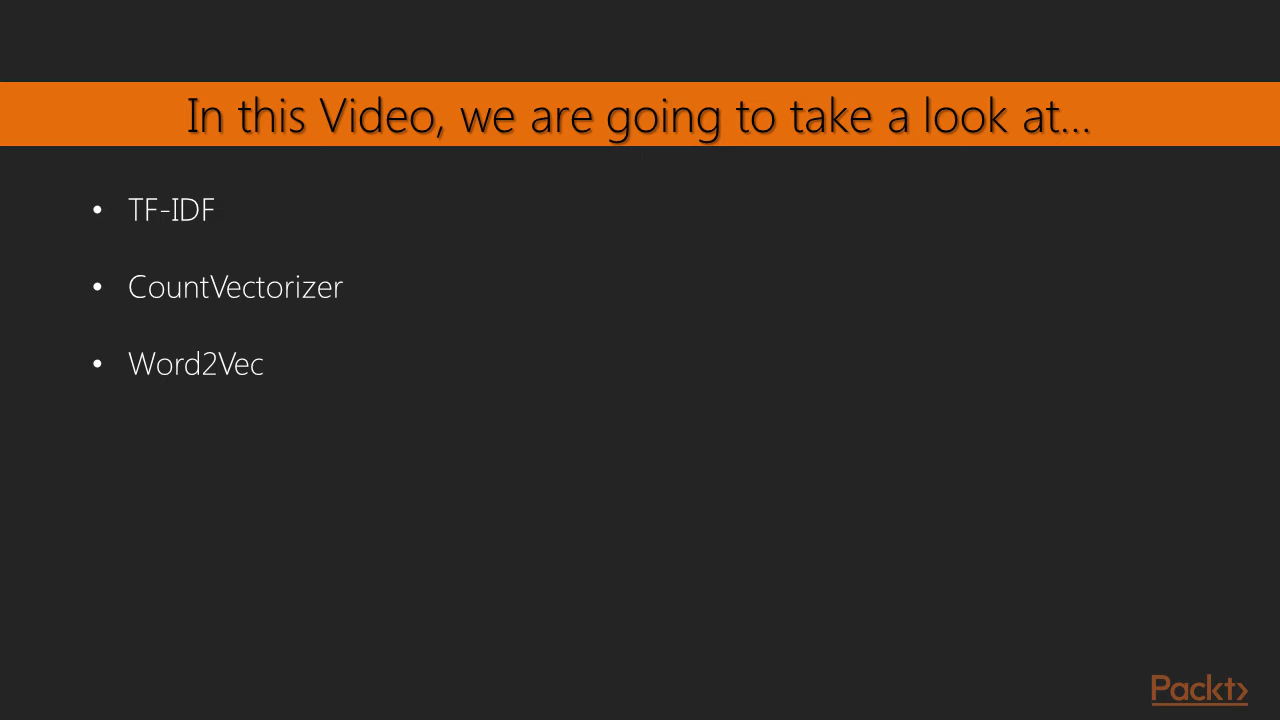 In this Video, we are going to take a look at...
• TF-IDF
• CountVectorizer
• Word2Vec
Packt>